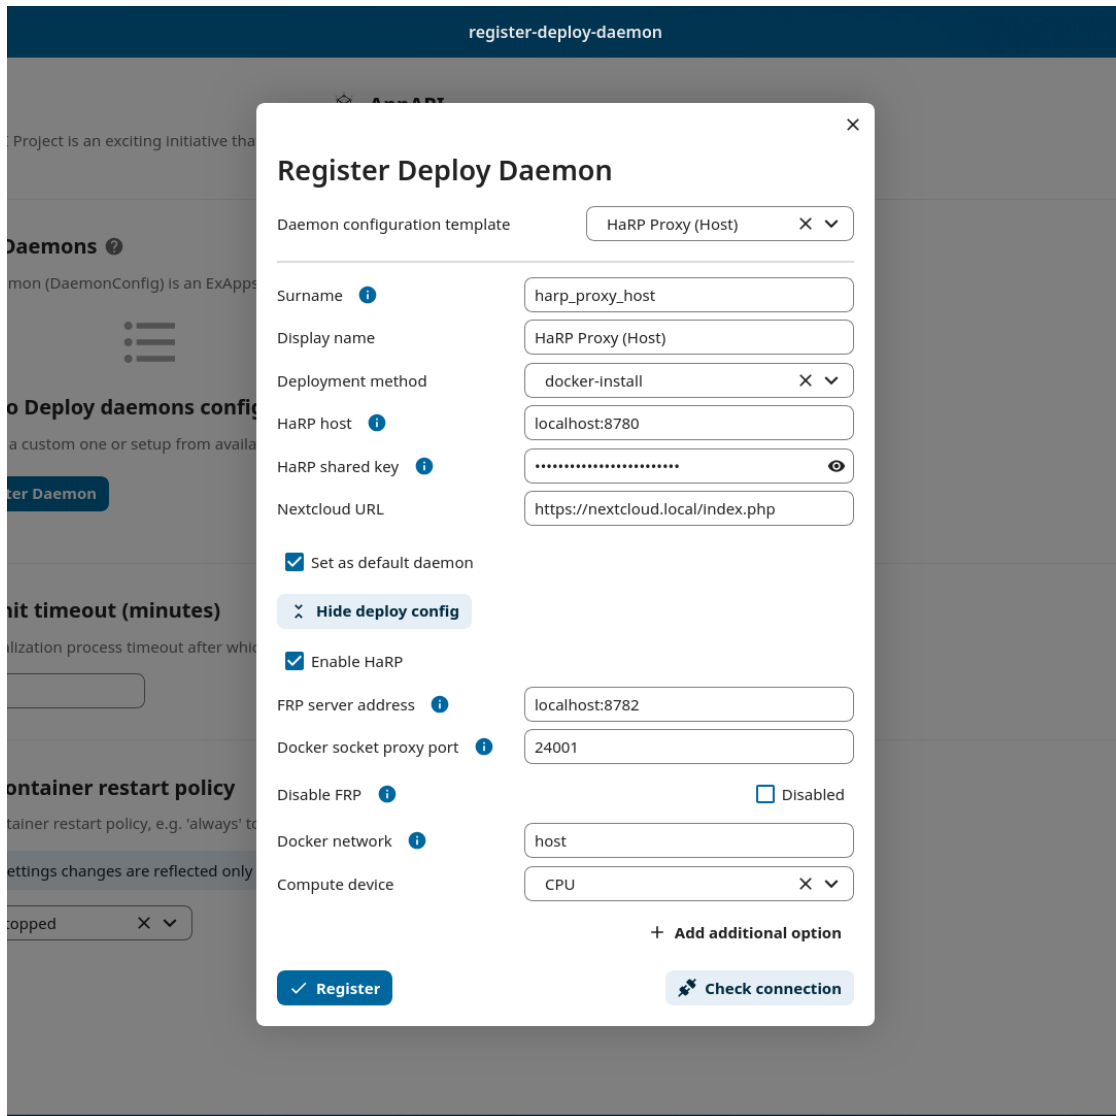 register-deploy-daemon
AppAPI
Project is an exciting initiative tha
Register Deploy Daemon
Daemon configuration template
HaRP Proxy (Host)
Daemons
mon (DaemonConfig) is an ExApps
o Deploy daemons config
a custom one or setup from availa
ter Daemon
Surname
harp_proxy_host
Display name
HaRP Proxy (Host)
Deployment method
docker-install
HaRP host
localhost:8780
HaRP shared key
•••••••••••••••••••••••••
Nextcloud URL
https://nextcloud.local/index.php
Set as default daemon
Hide deploy config
nit timeout (minutes)
alization process timeout after whic
Enable HaRP
FRP server address
localhost:8782
Docker socket proxy port
24001
Disable FRP
Disabled
ontainer restart policy
tainer restart policy, e.g. 'always' to
Docker network
host
ettings changes are reflected only
Compute device
CPU
topped
Add additional option
Register
Check connection